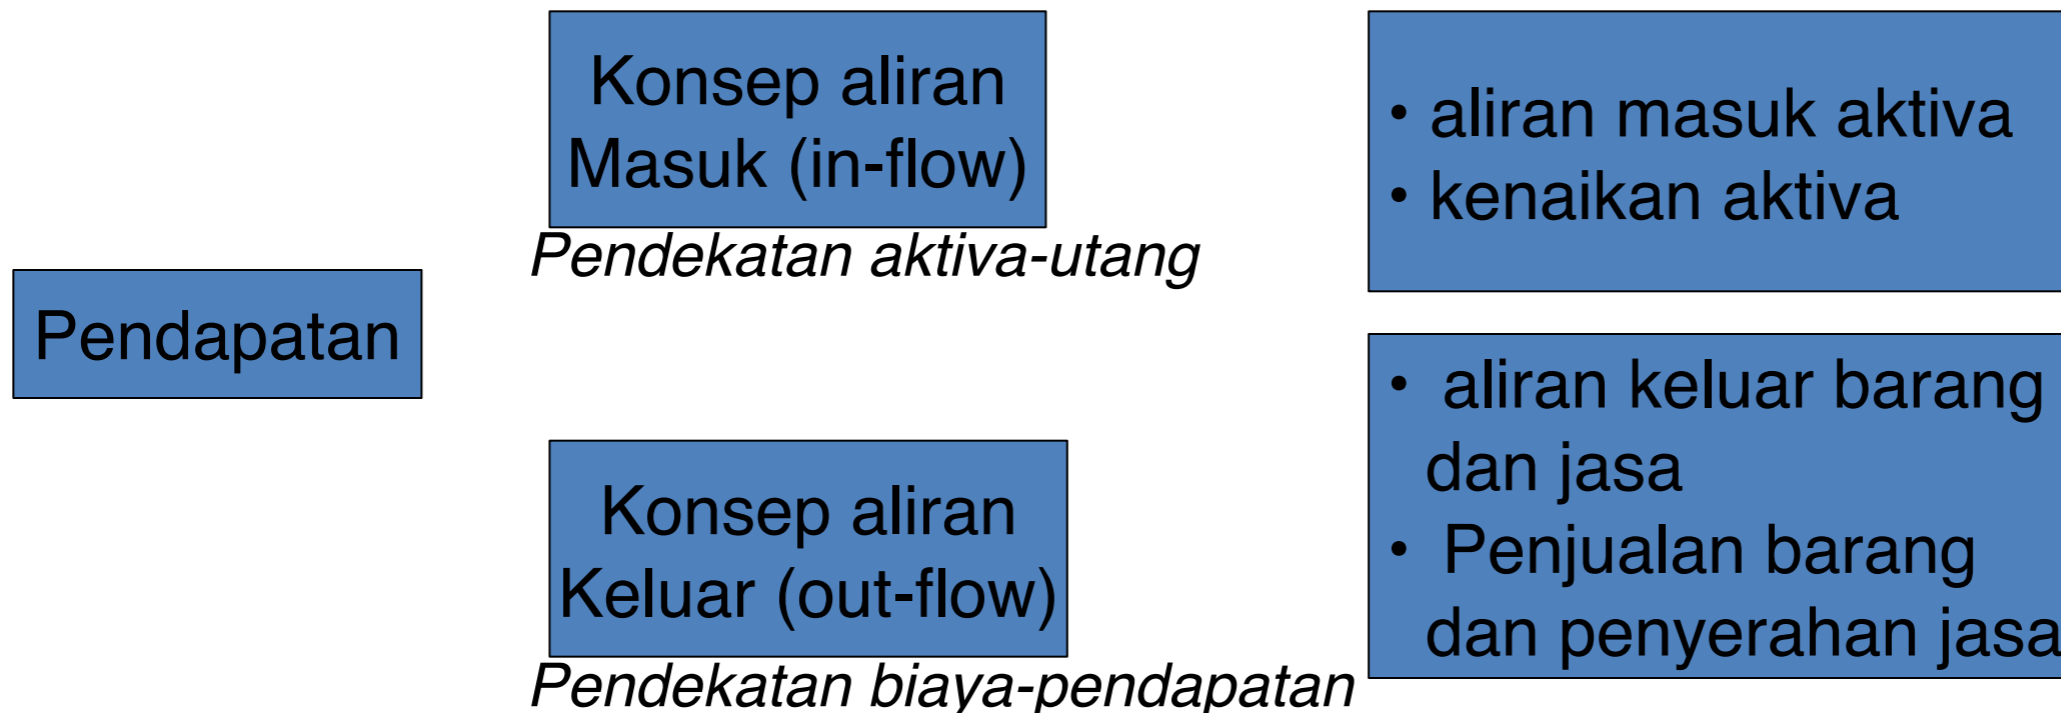 Pendapatan
Konsep aliran
Masuk (in-flow)
Pendekatan aktiva-utang
• aliran masuk aktiva
• kenaikan aktiva
Konsep aliran
Keluar (out-flow)
Pendekatan biaya-pendapatan
• aliran keluar barang
dan jasa
• Penjualan barang
dan penyerahan jasa